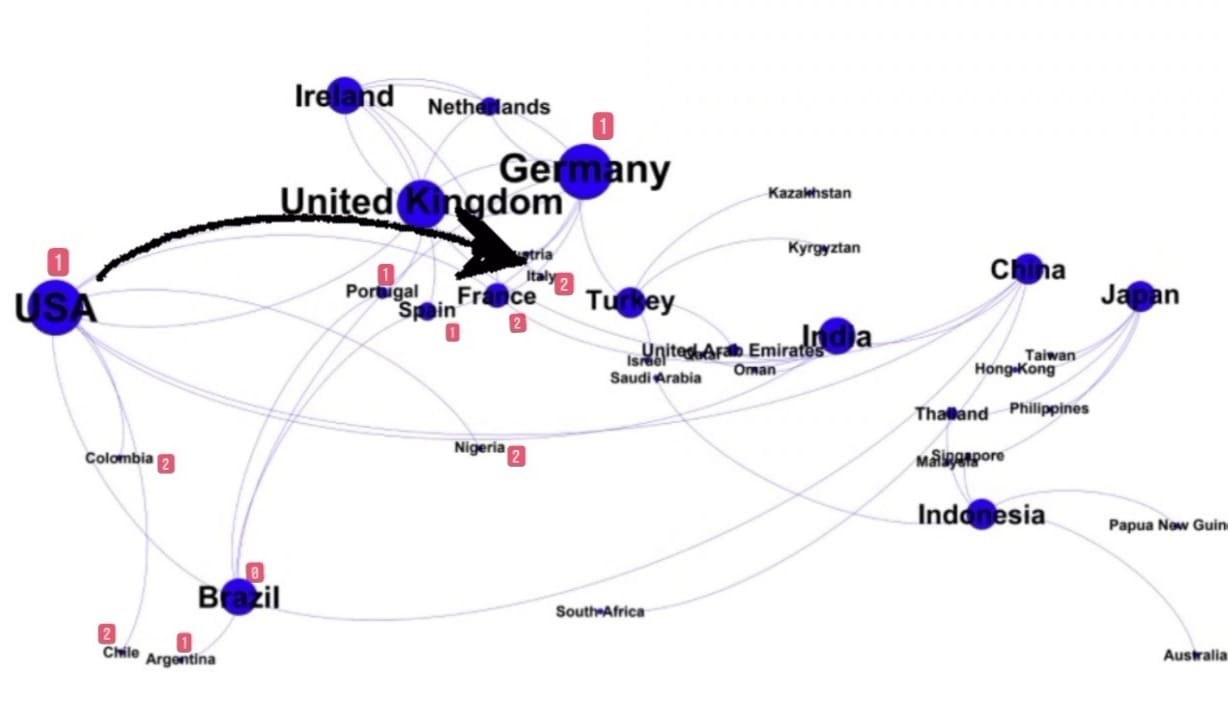 Ireland
Netherlands
1
Germany
Kazakhstan
United Kingdom
Kyrgyztan
1
USA
Italy
2
1
Portugal
Spain
1
France
2
Turkey
China
Japan
India
United Arab Emirates
Israel
Qatar
Oman
Saudi Arabia
Taiwan
Hong Kong
Thailand
Philippines
Colombia
2
Nigeria
2
Singapore
Malaysia
Indonesia
Papua New Guin
0
Brazil
South Africa
2
Chile
1
Argentina
Australia